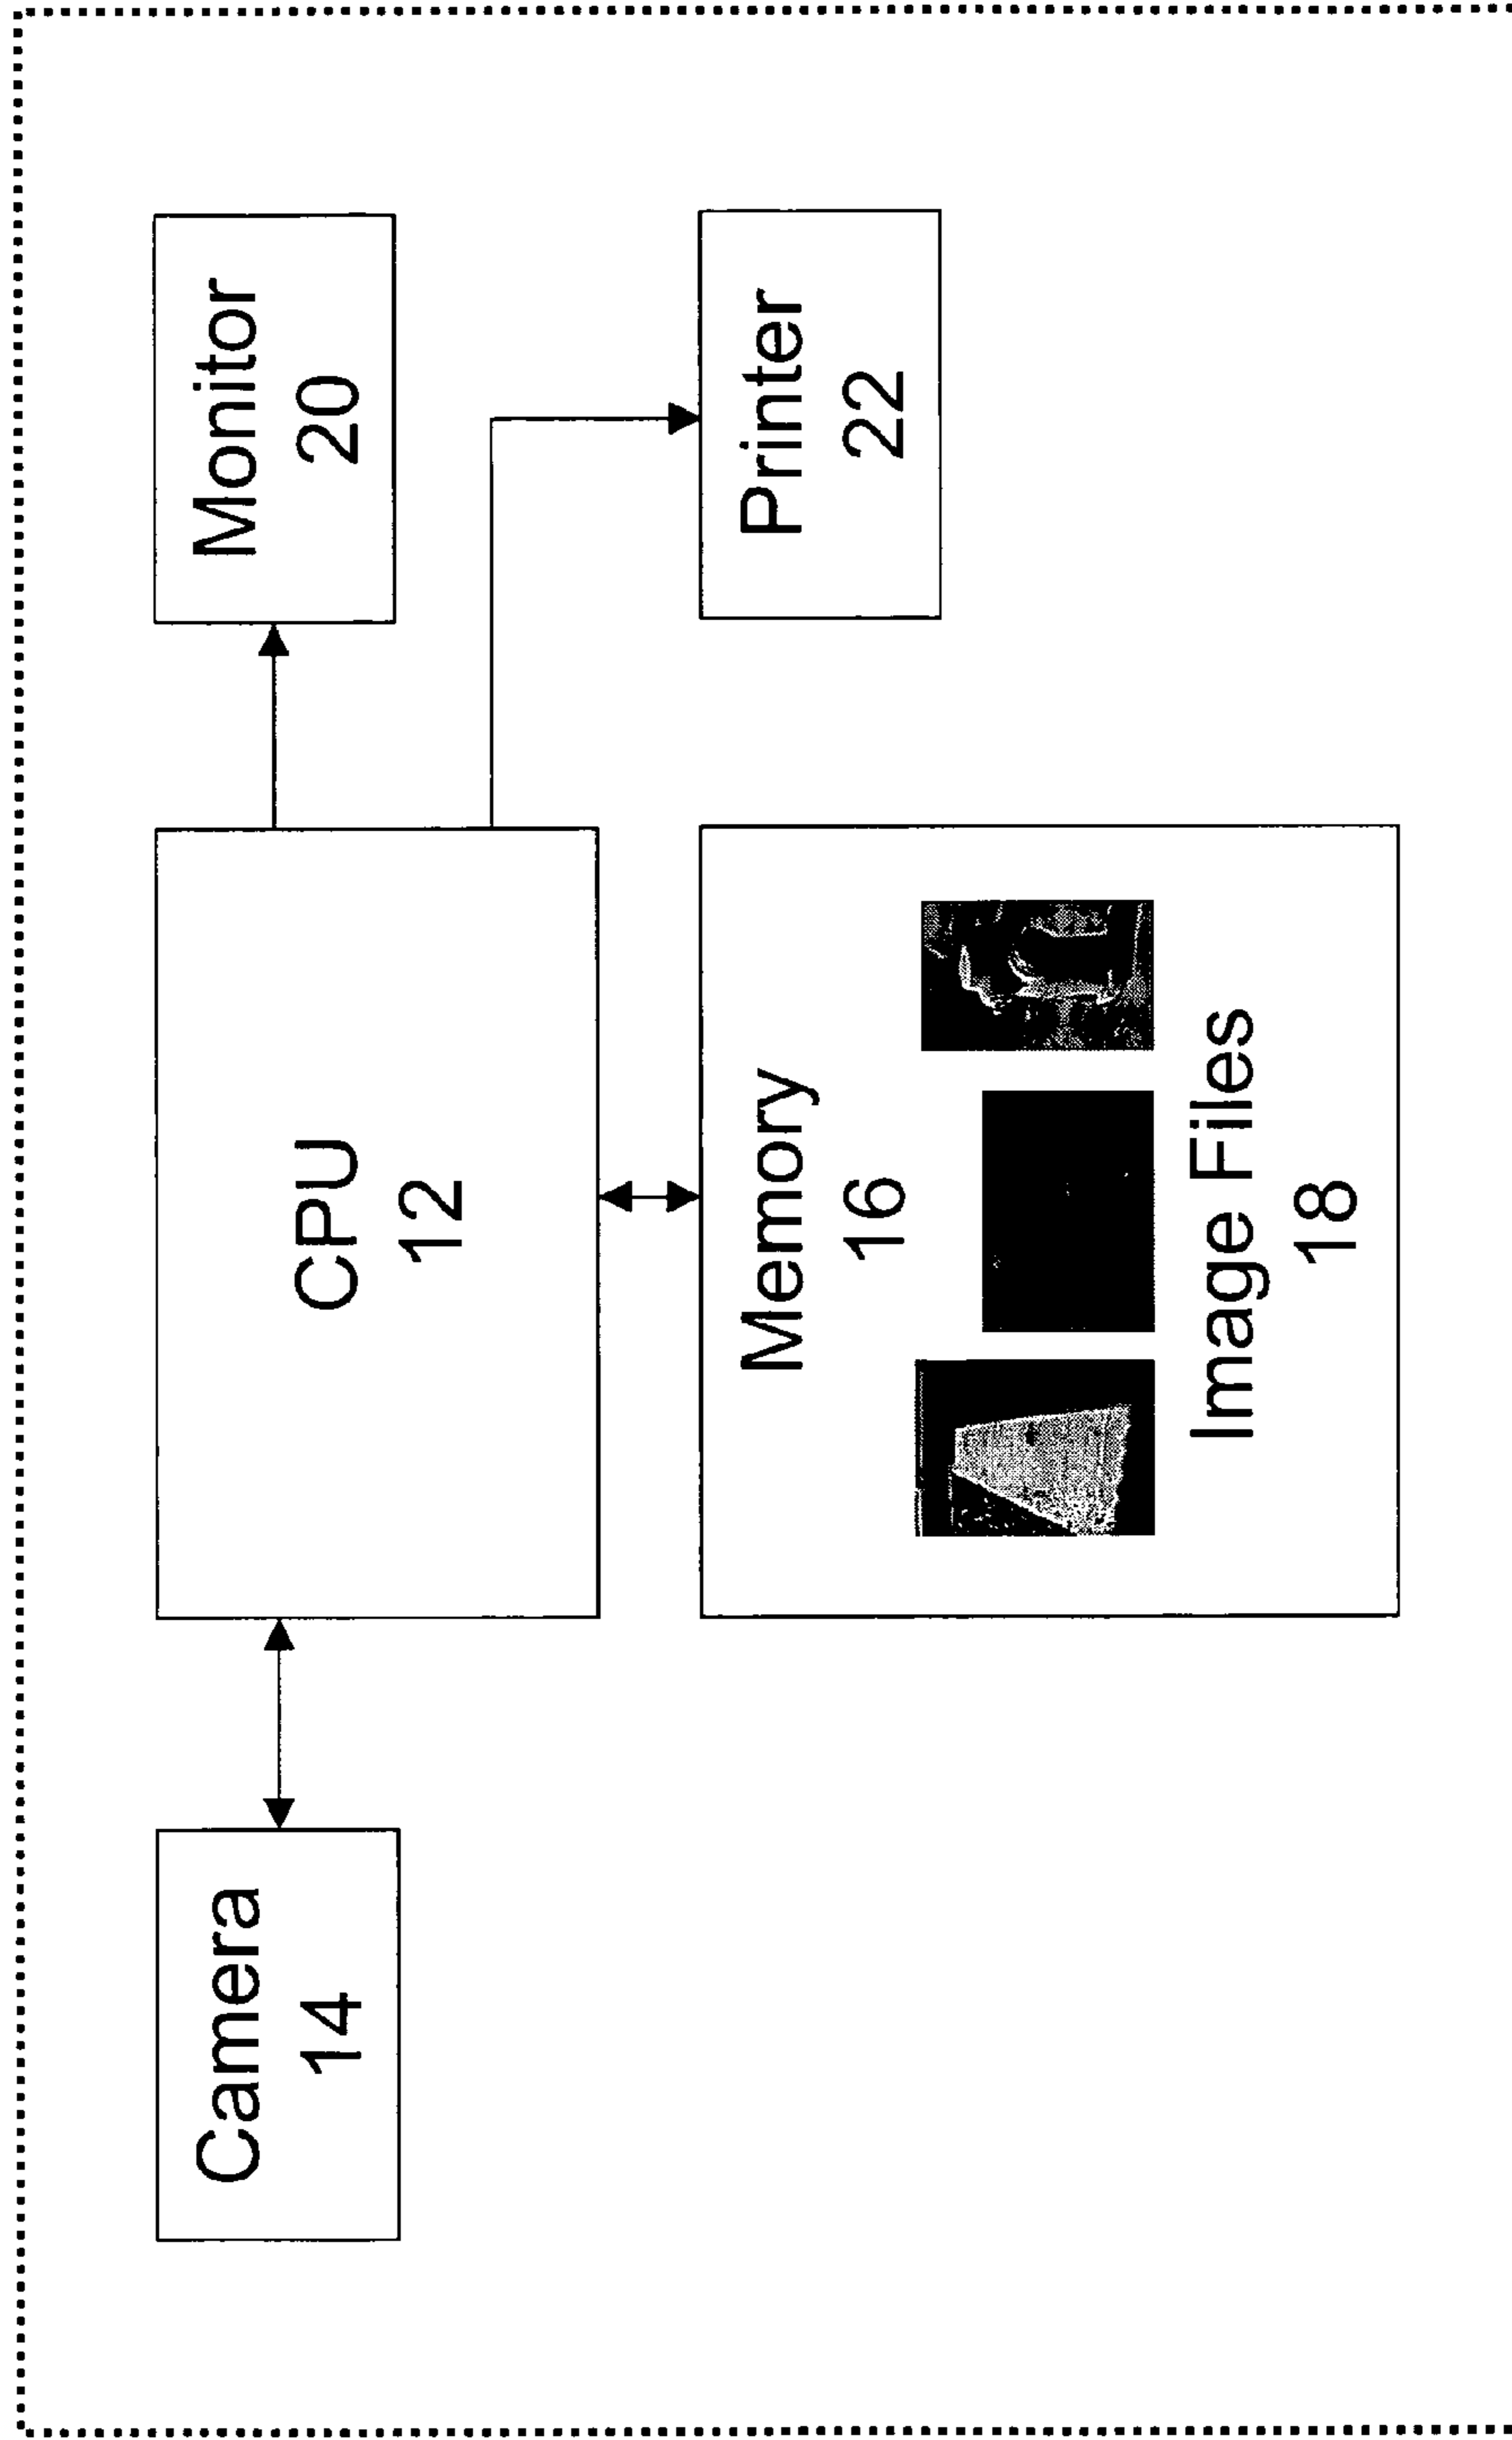 Camera
14
CPU
12
Monitor
20
Memory
16
Image Files
18
Printer
22